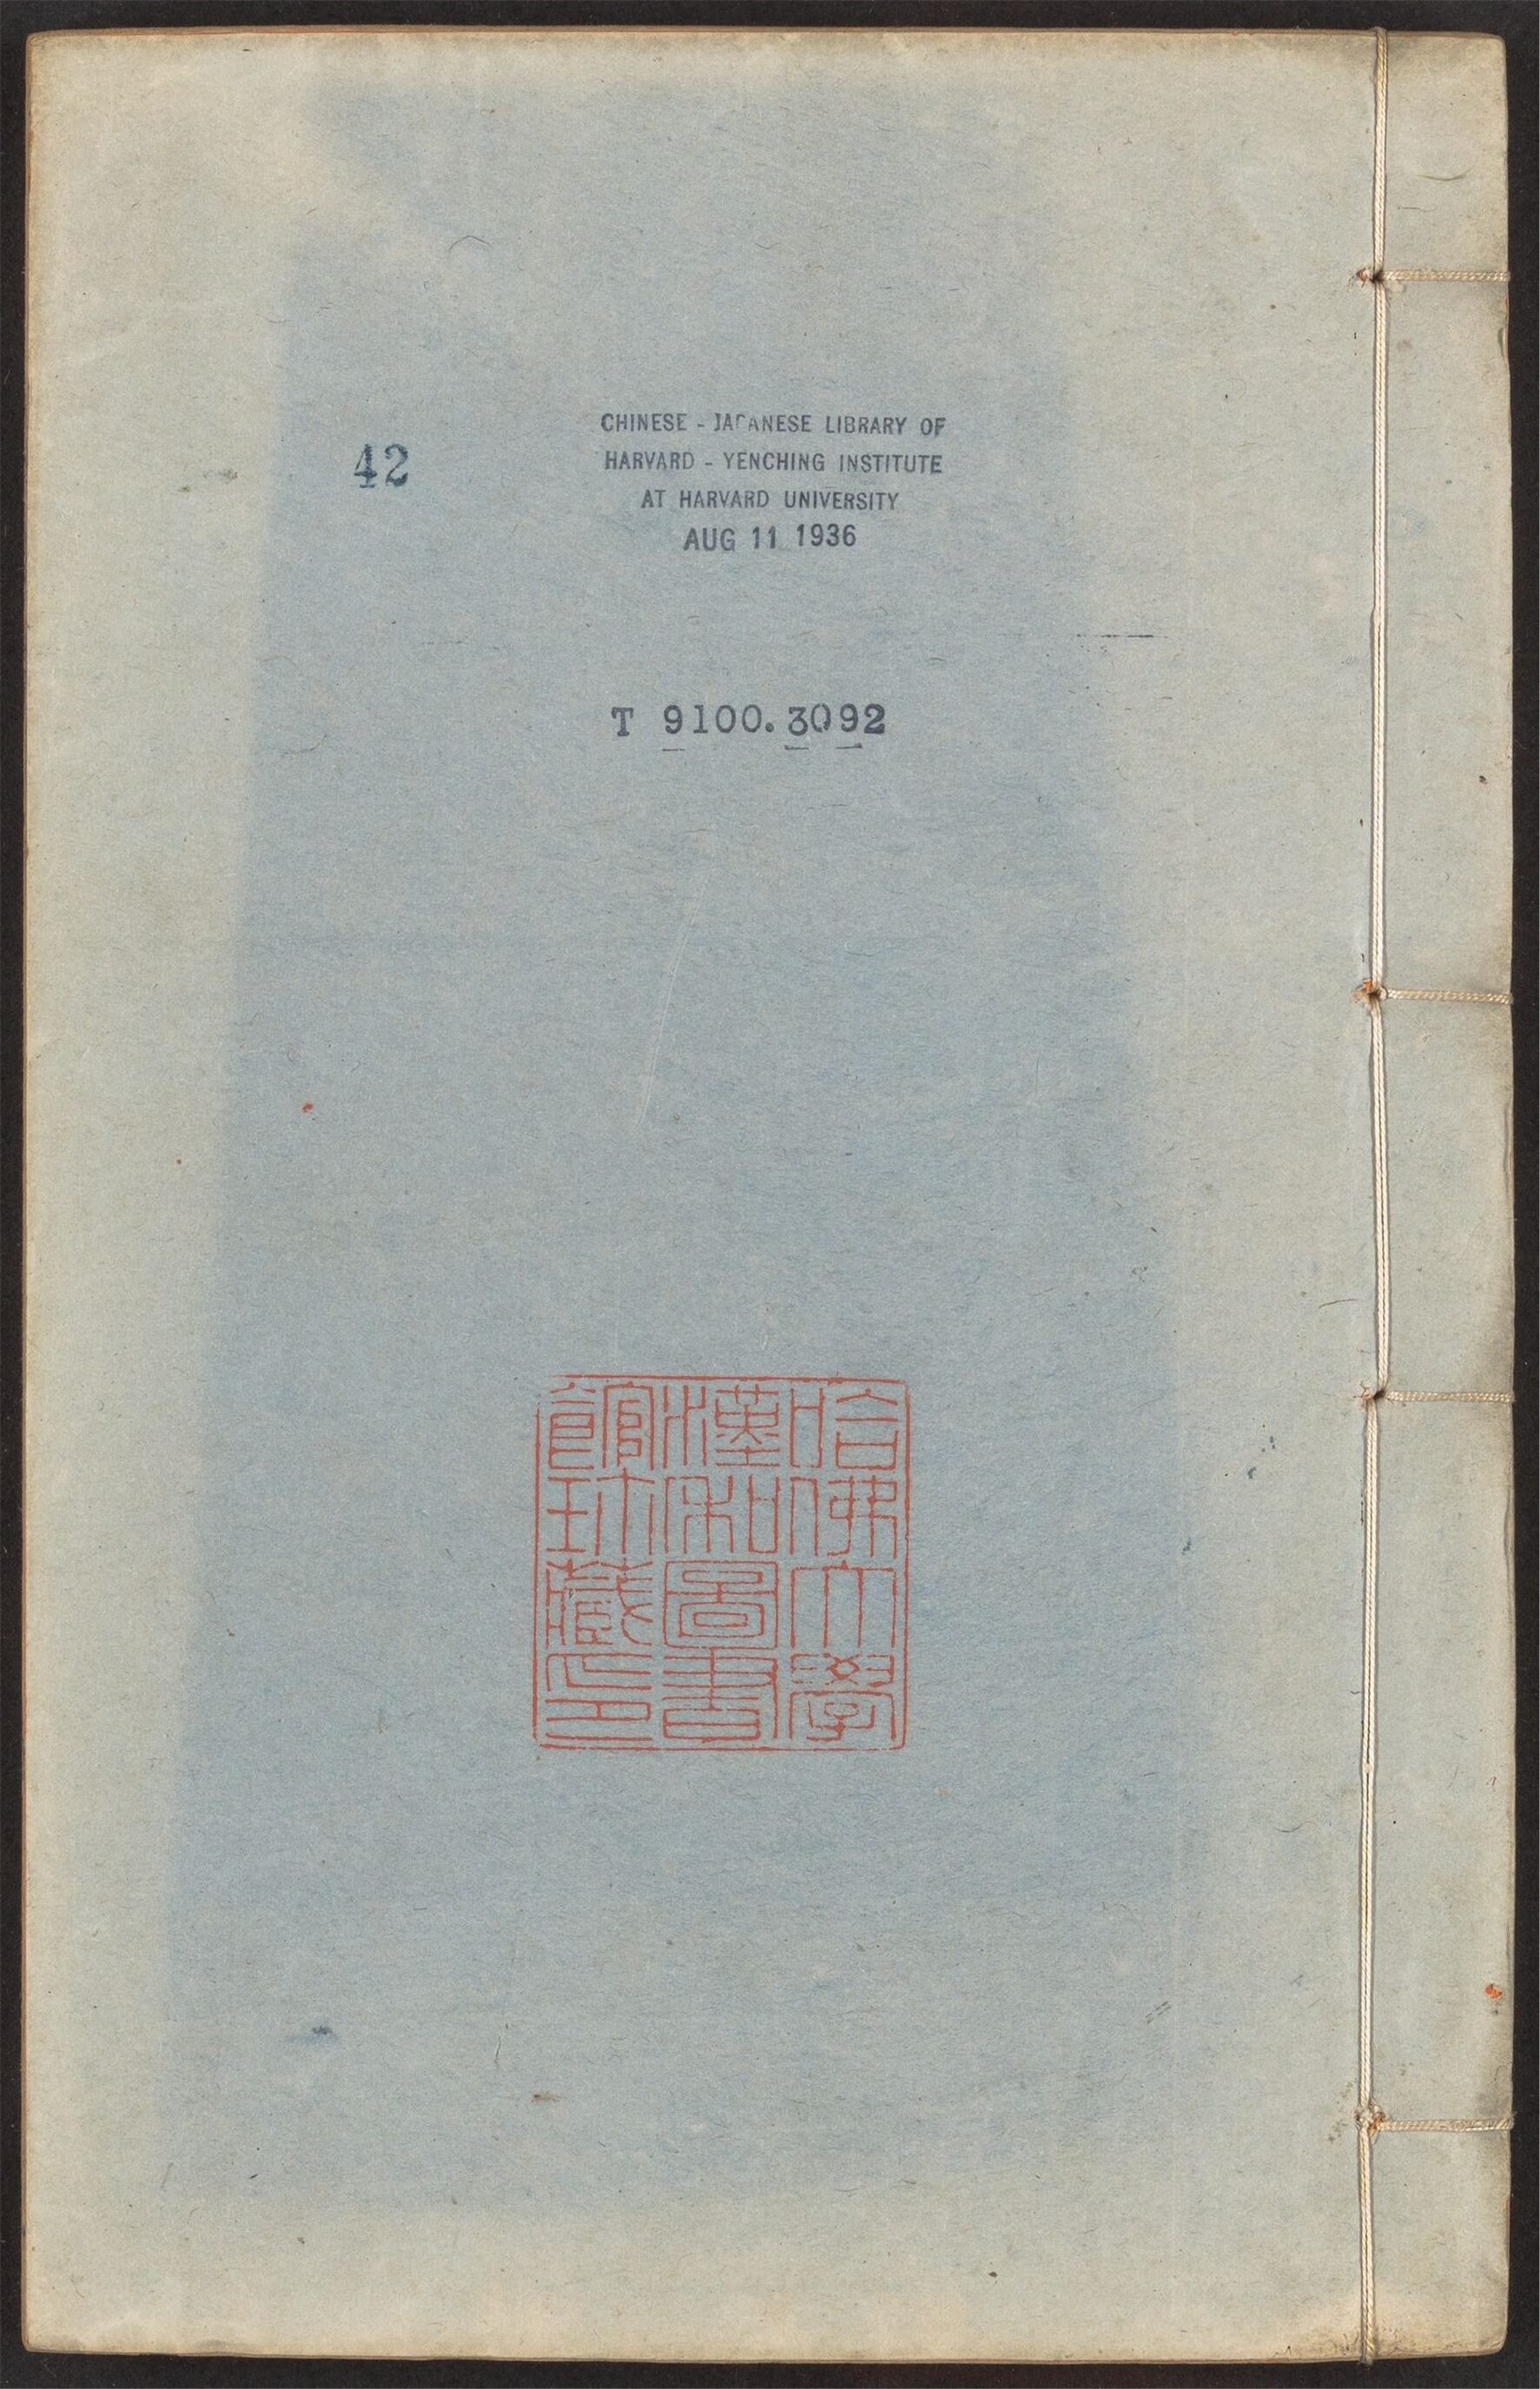 42
CHINESE - JAPANESE LIBRARY OF
HARVARD - YENCHING INSTITUTE
AT HARVARD UNIVERSITY
AUG 11 1936
T 9100.3092
哈佛大學
漢和圖書
館珍藏印